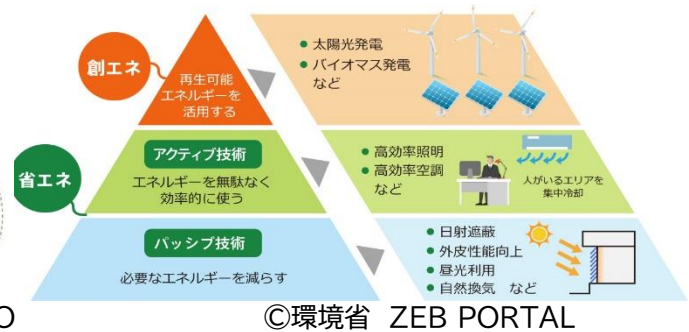 創エネ
再生可能
エネルギーを
活用する
● 太陽光発電
● バイオマス発電
など
省エネ
アクティブ技術
エネルギーを無駄なく
効率的に使う
● 高効率照明
● 高効率空調
など
人がいるエリアを
集中冷却
パッシブ技術
必要なエネルギーを減らす
● 日射遮蔽
● 外皮性能向上
● 昼光利用
● 自然換気 など
O
©環境省 ZEB PORTAL